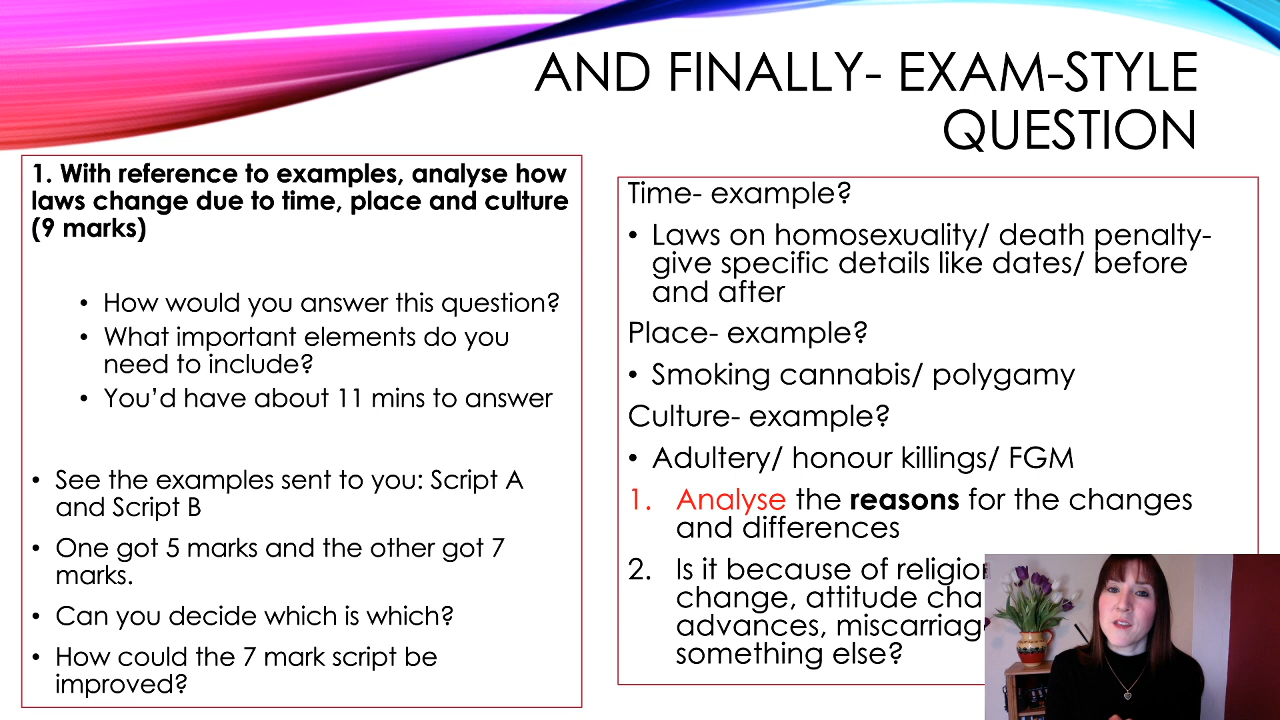 AND FINALLY- EXAM-STYLE
QUESTION
1. With reference to examples, analyse how
laws change due to time, place and culture
(9 marks)
• How would you answer this question?
• What important elements do you
need to include?
• You'd have about 11 mins to answer
• See the examples sent to you: Script A
and Script B
• One got 5 marks and the other got 7
marks.
• Can you decide which is which?
• How could the 7 mark script be
improved?
Time- example?
• Laws on homosexuality/ death penalty-
give specific details like dates/ before
and after
Place- example?
• Smoking cannabis/ polygamy
Culture- example?
• Adultery/ honour killings/ FGM
1. Analyse the reasons for the changes
and differences
2. Is it because of
change, attitude
advances,
something else?